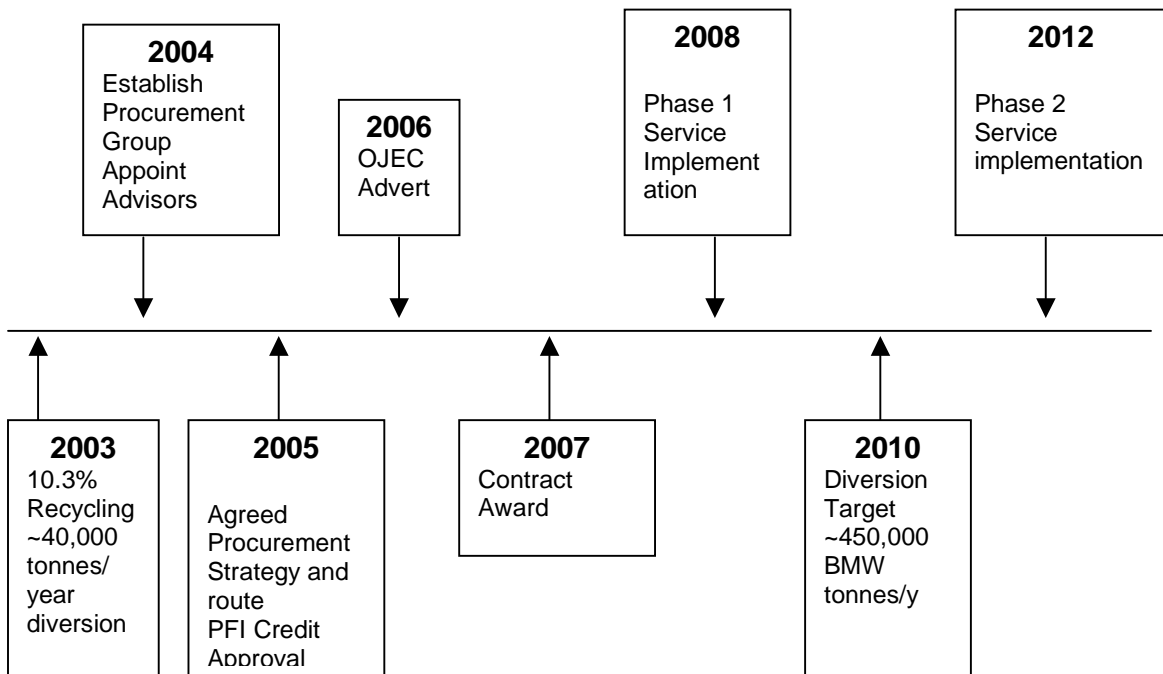 2004
Establish
Procurement
Group
Appoint
Advisors
2006
OJEC
Advert
2008
Phase 1
Service
Implement
ation
2012
Phase 2
Service
implementation
2003
10.3%
Recycling
~40,000
tonnes/
year
diversion
2005
Agreed
Procurement
Strategy and
route
PFI Credit
Approval
2007
Contract
Award
2010
Diversion
Target
~450,000
BMW
tonnes/y